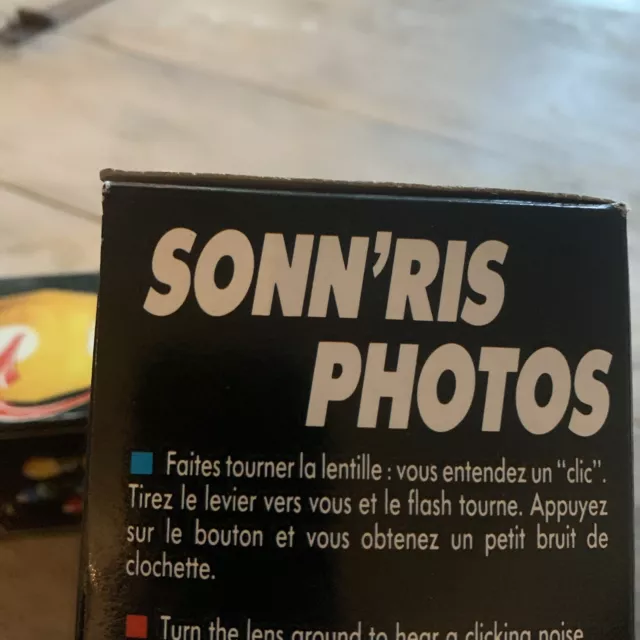 SONN'RIS
PHOTOS
Faites tourner la lentille : vous entendez un "clic".
Tirez le levier vers vous et le flash tourne. Appuyez
sur le bouton et vous obtenez un petit bruit de
clochette.
Turn the lens around to hear a clicking noise